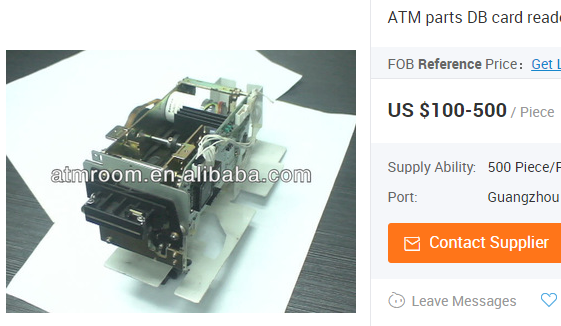 atmroom.en.alibaba.com
ATM parts DB card
FOB Reference Price: Get
US $100-500 / Piece
Supply Ability: 500 Piece/
Port: Guangzhou
Contact Supplier
Leave Messages